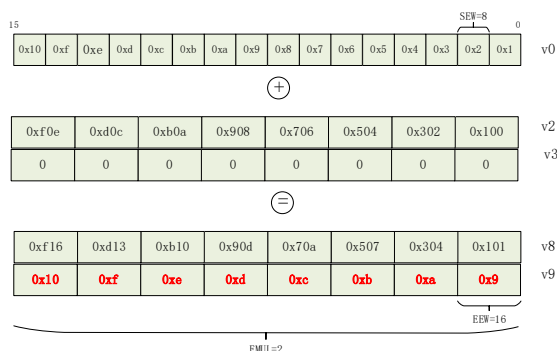 15 0
SEW=8
0x10 0xf 0xe 0xd 0xc 0xb 0xa 0x9 0x8 0x7 0x6 0x5 0x4 0x3 0x2 0x1 v0
+
0xf0e 0xd0c 0xb0a 0x908 0x706 0x504 0x302 0x100 v2
0 0 0 0 0 0 0 0 v3
=
0xf16 0xd13 0xb10 0x90d 0x70a 0x507 0x304 0x101 v8
0x10 0xf 0xe 0xd 0xc 0xb 0xa 0x9 v9
EEW=16
EMUL=2